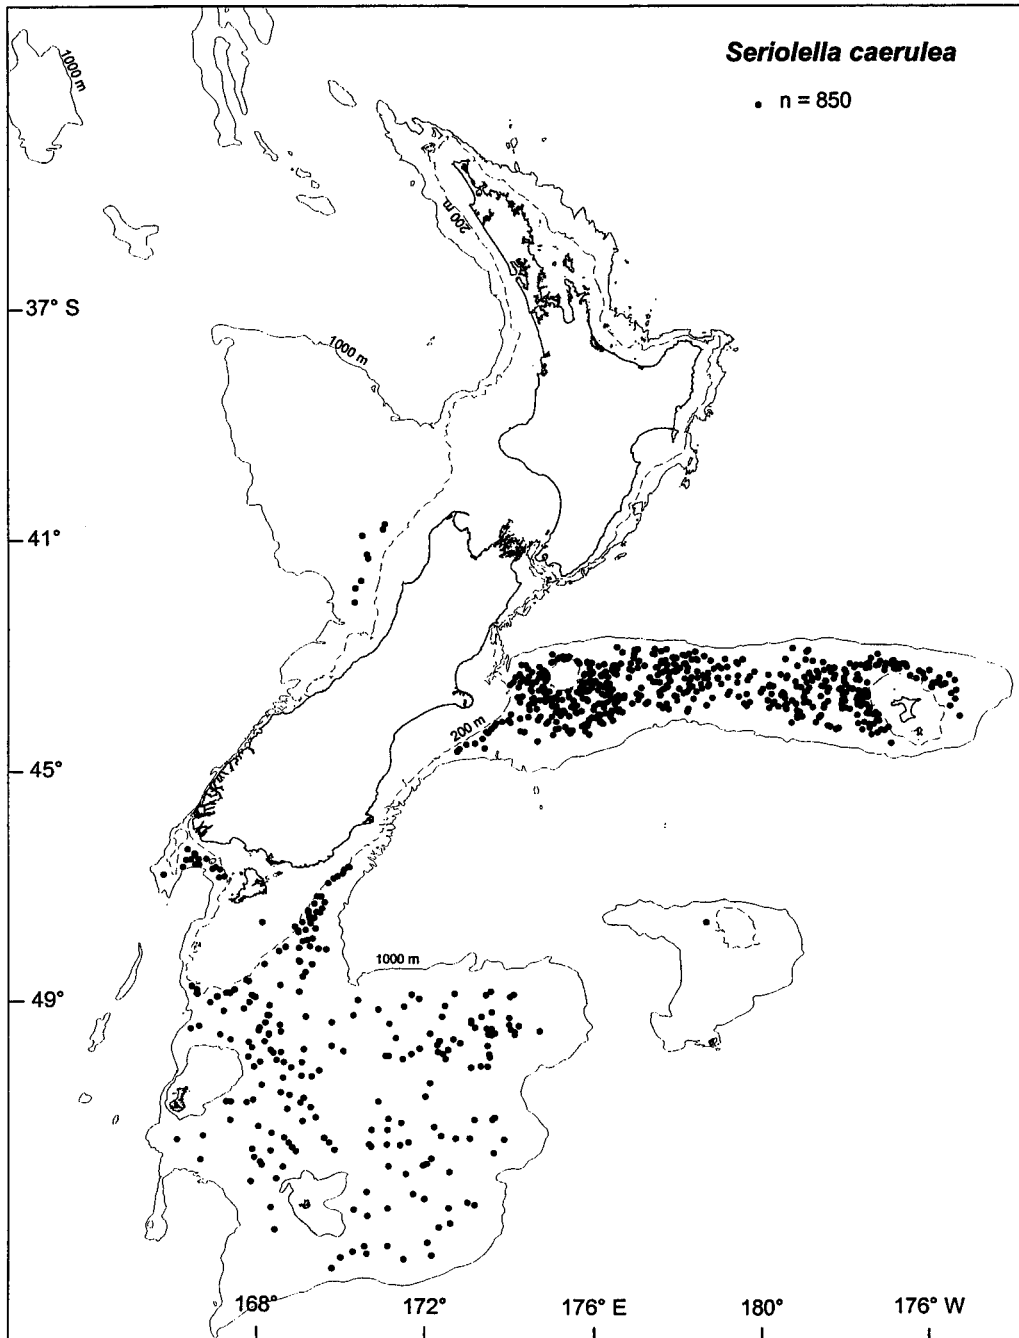 1000 m
Seriolella caerulea
• n = 850
200 m
37° S
1000 m
41°
200 m
45°
1000 m
49°
168°
172°
176° E
180°
176° W